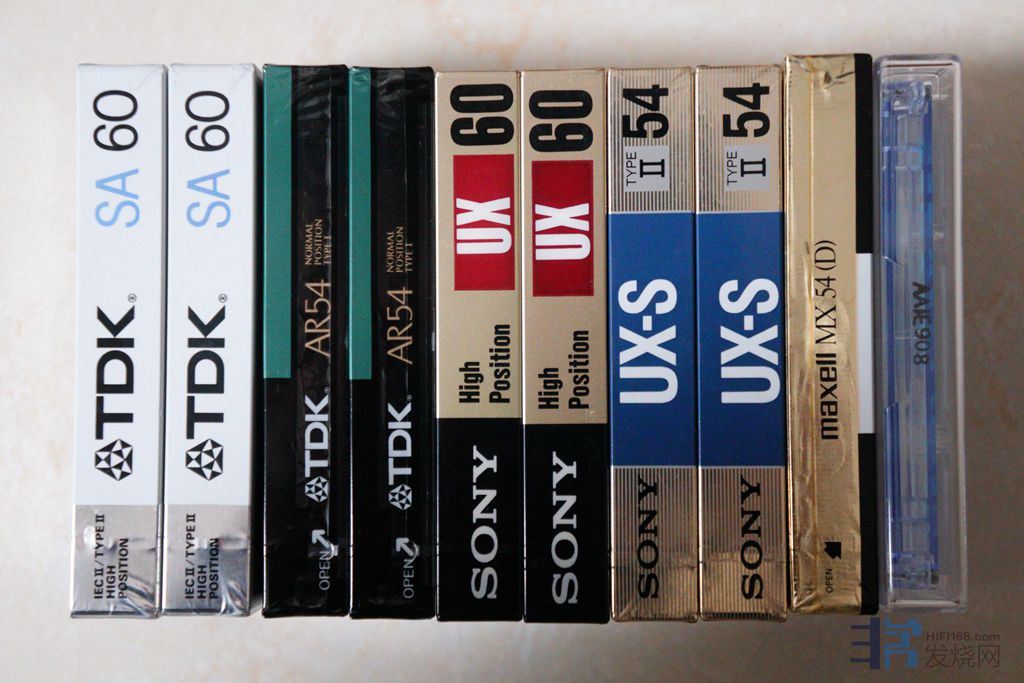 IEC II/TYPE II
HIGH
POSITION
TDK®
SA 60
IEC II/TYPE II
HIGH
POSITION
TDK®
SA 60
OPEN
TDK
AR54
NORMAL
POSITION
TYPE I
OPEN
TDK
AR54
NORMAL
POSITION
TYPE I
SONY
High
Position
UX
60
SONY
High
Position
UX
60
SONY
UX-S
TYPE
II
54
SONY
UX-S
TYPE
II
54
OPEN
maxell MX 54 (D)
HIFI168.com
发烧网